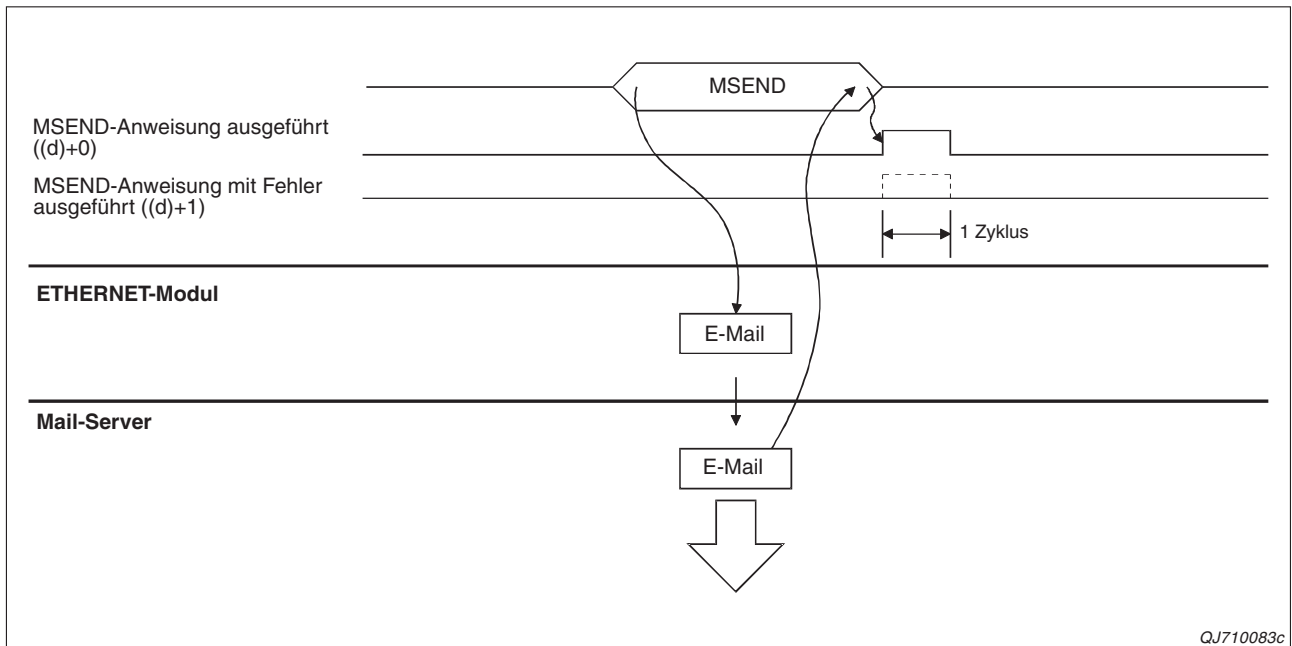 MSEND
MSEND-Anweisung ausgeführt
((d)+0)
MSEND-Anweisung mit Fehler
ausgeführt ((d)+1)
1 Zyklus
ETHERNET-Modul
E-Mail
Mail-Server
E-Mail
QJ710083c